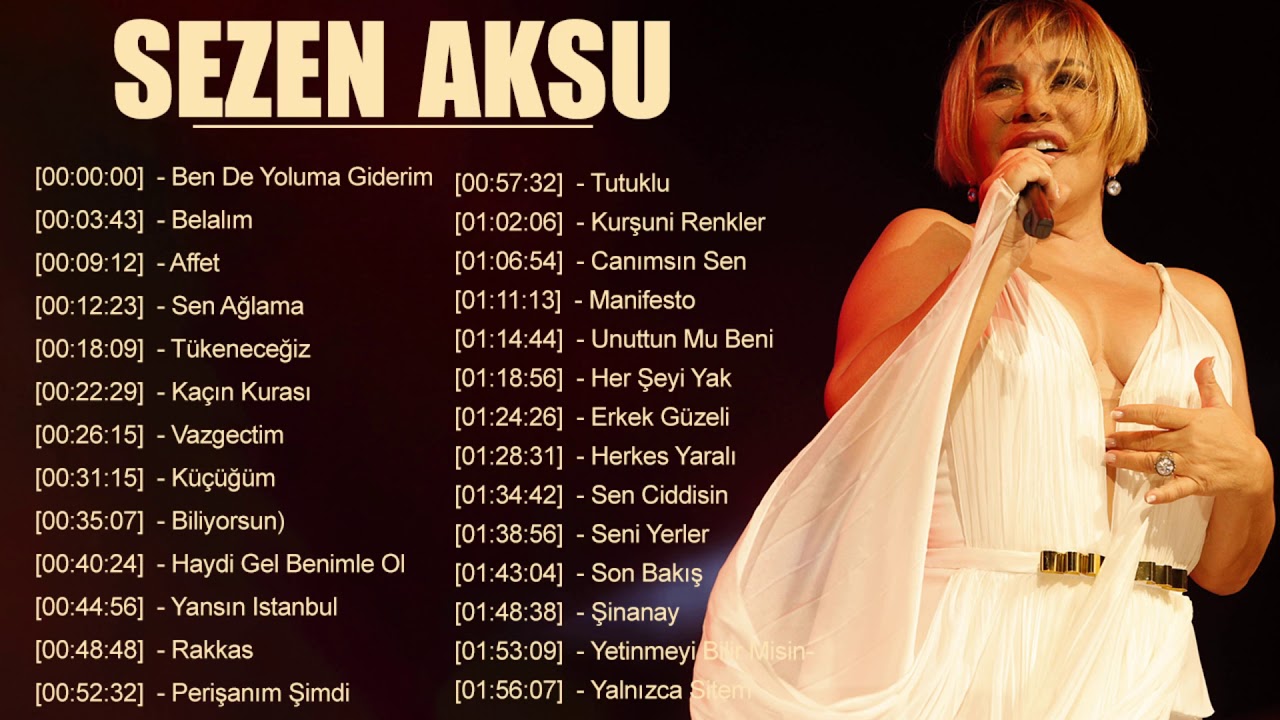 SEZEN AKSU
[00:00:00] - Ben De Yoluma Giderim
[00:03:43] - Belalım
[00:09:12] - Affet
[00:12:23] - Sen Ağlama
[00:18:09] - Tükeneceğiz
[00:22:29] - Kaçın Kurası
[00:26:15] - Vazgectim
[00:31:15] - Küçüğüm
[00:35:07] - Biliyorsun)
[00:40:24] - Haydi Gel Benimle Ol
[00:44:56] - Yansın Istanbul
[00:48:48] - Rakkas
[00:52:32] - Perişanım Şimdi
[00:57:32] - Tutuklu
[01:02:06] - Kurşuni Renkler
[01:06:54] - Canımsın Sen
[01:11:13] - Manifesto
[01:14:44] - Unuttun Mu Beni
[01:18:56] - Her Şeyi Yak
[01:24:26] - Erkek Güzeli
[01:28:31] - Herkes Yaralı
[01:34:42] - Sen Ciddisin
[01:38:56] - Seni Yerler
[01:43:04] - Son Bakış
[01:48:38] - Şinanay
[01:53:09] - Yetinmeyi Bilir Misin-
[01:56:07] - Yalnızca Sitem